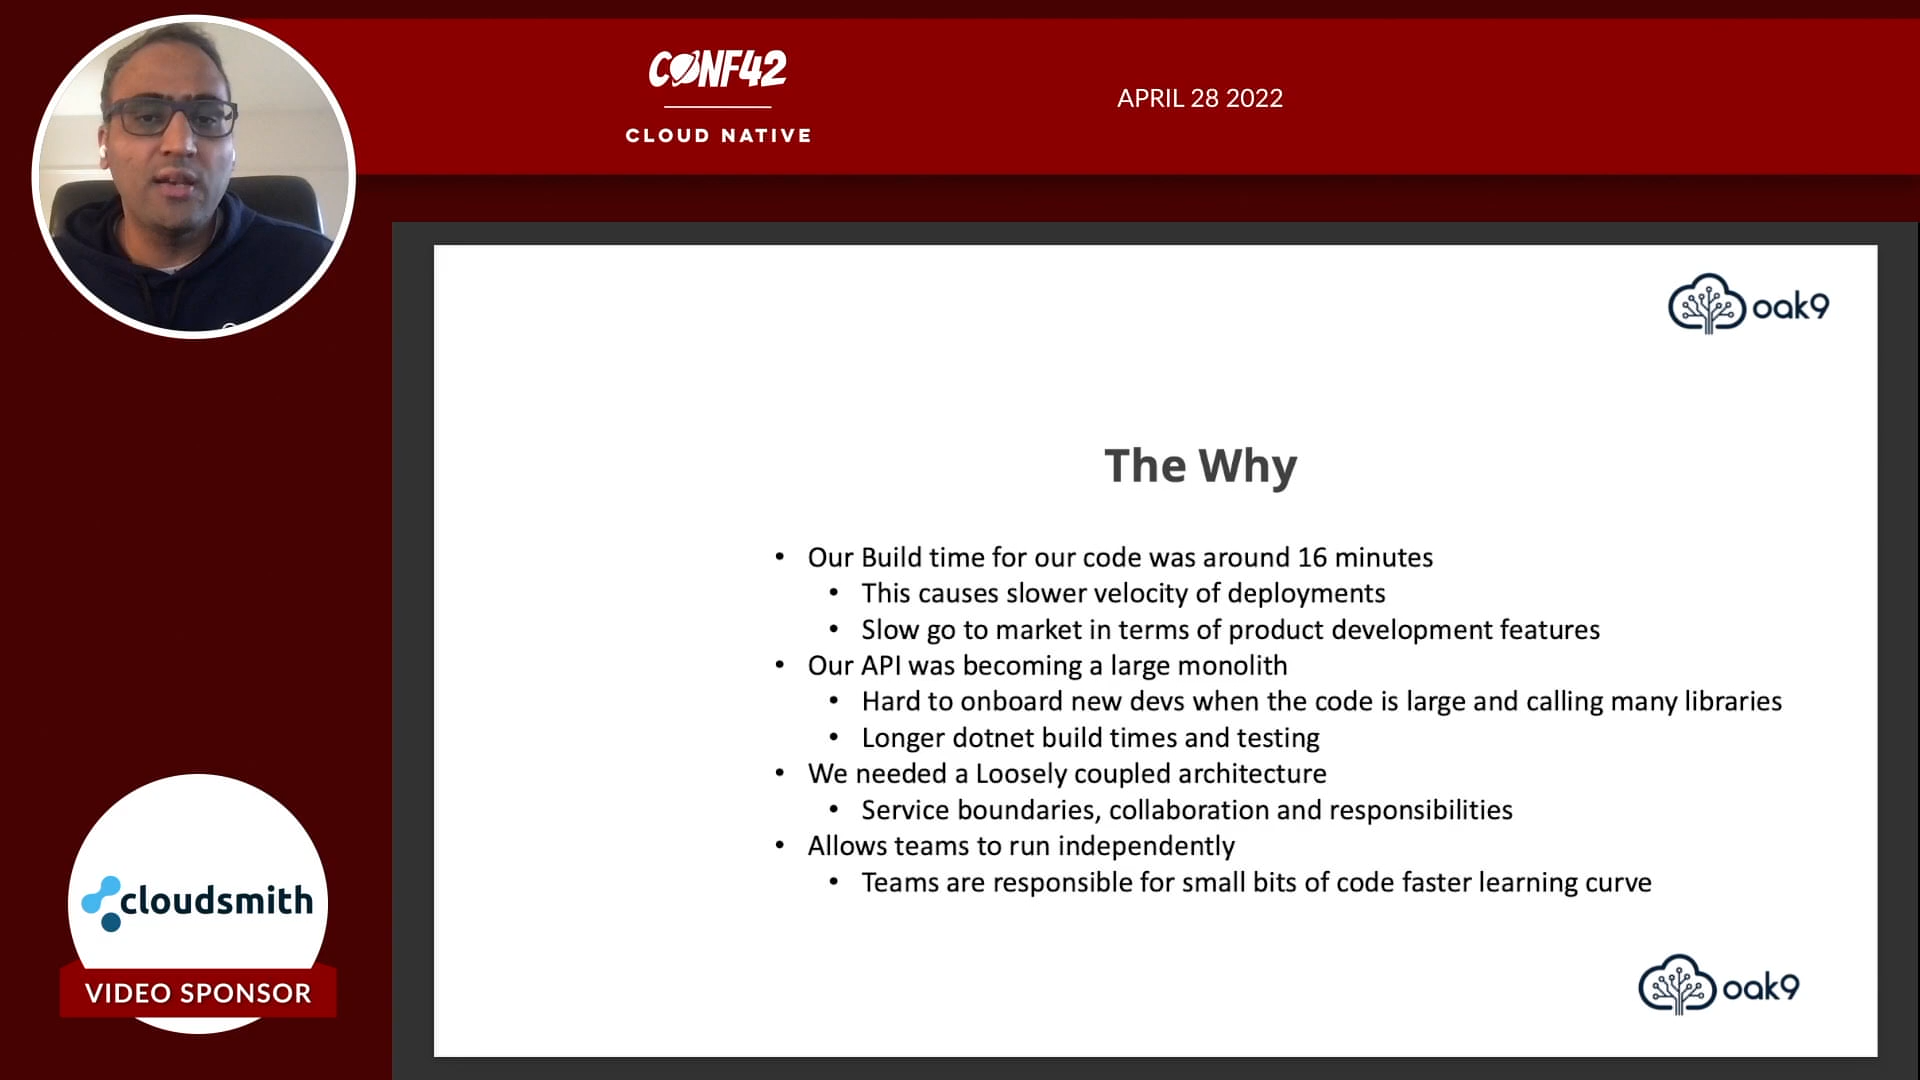 CONF42
CLOUD NATIVE
APRIL 28 2022
oak9
The Why
• Our Build time for our code was around 16 minutes
• This causes slower velocity of deployments
• Slow go to market in terms of product development features
• Our API was becoming a large monolith
• Hard to onboard new devs when the code is large and calling many libraries
• Longer dotnet build times and testing
• We needed a Loosely coupled architecture
• Service boundaries, collaboration and responsibilities
• Allows teams to run independently
• Teams are responsible for small bits of code faster learning curve
cloudsmith
VIDEO SPONSOR
oak9